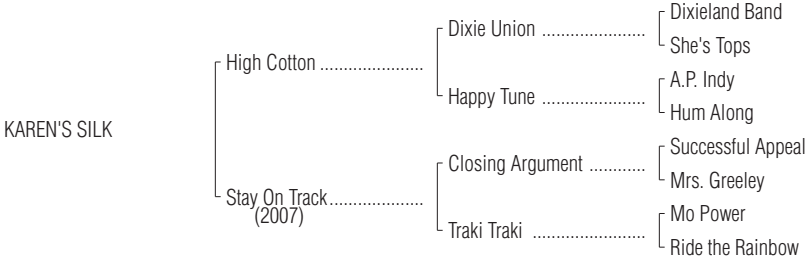 Dixieland Band
Dixie Union ......................
She's Tops
High Cotton ......................
A.P. Indy
Happy Tune ......................
Hum Along
KAREN'S SILK
Successful Appeal
Closing Argument ............
Mrs. Greeley
Stay On Track....................
(2007)
Mo Power
Traki Traki ........................
Ride the Rainbow